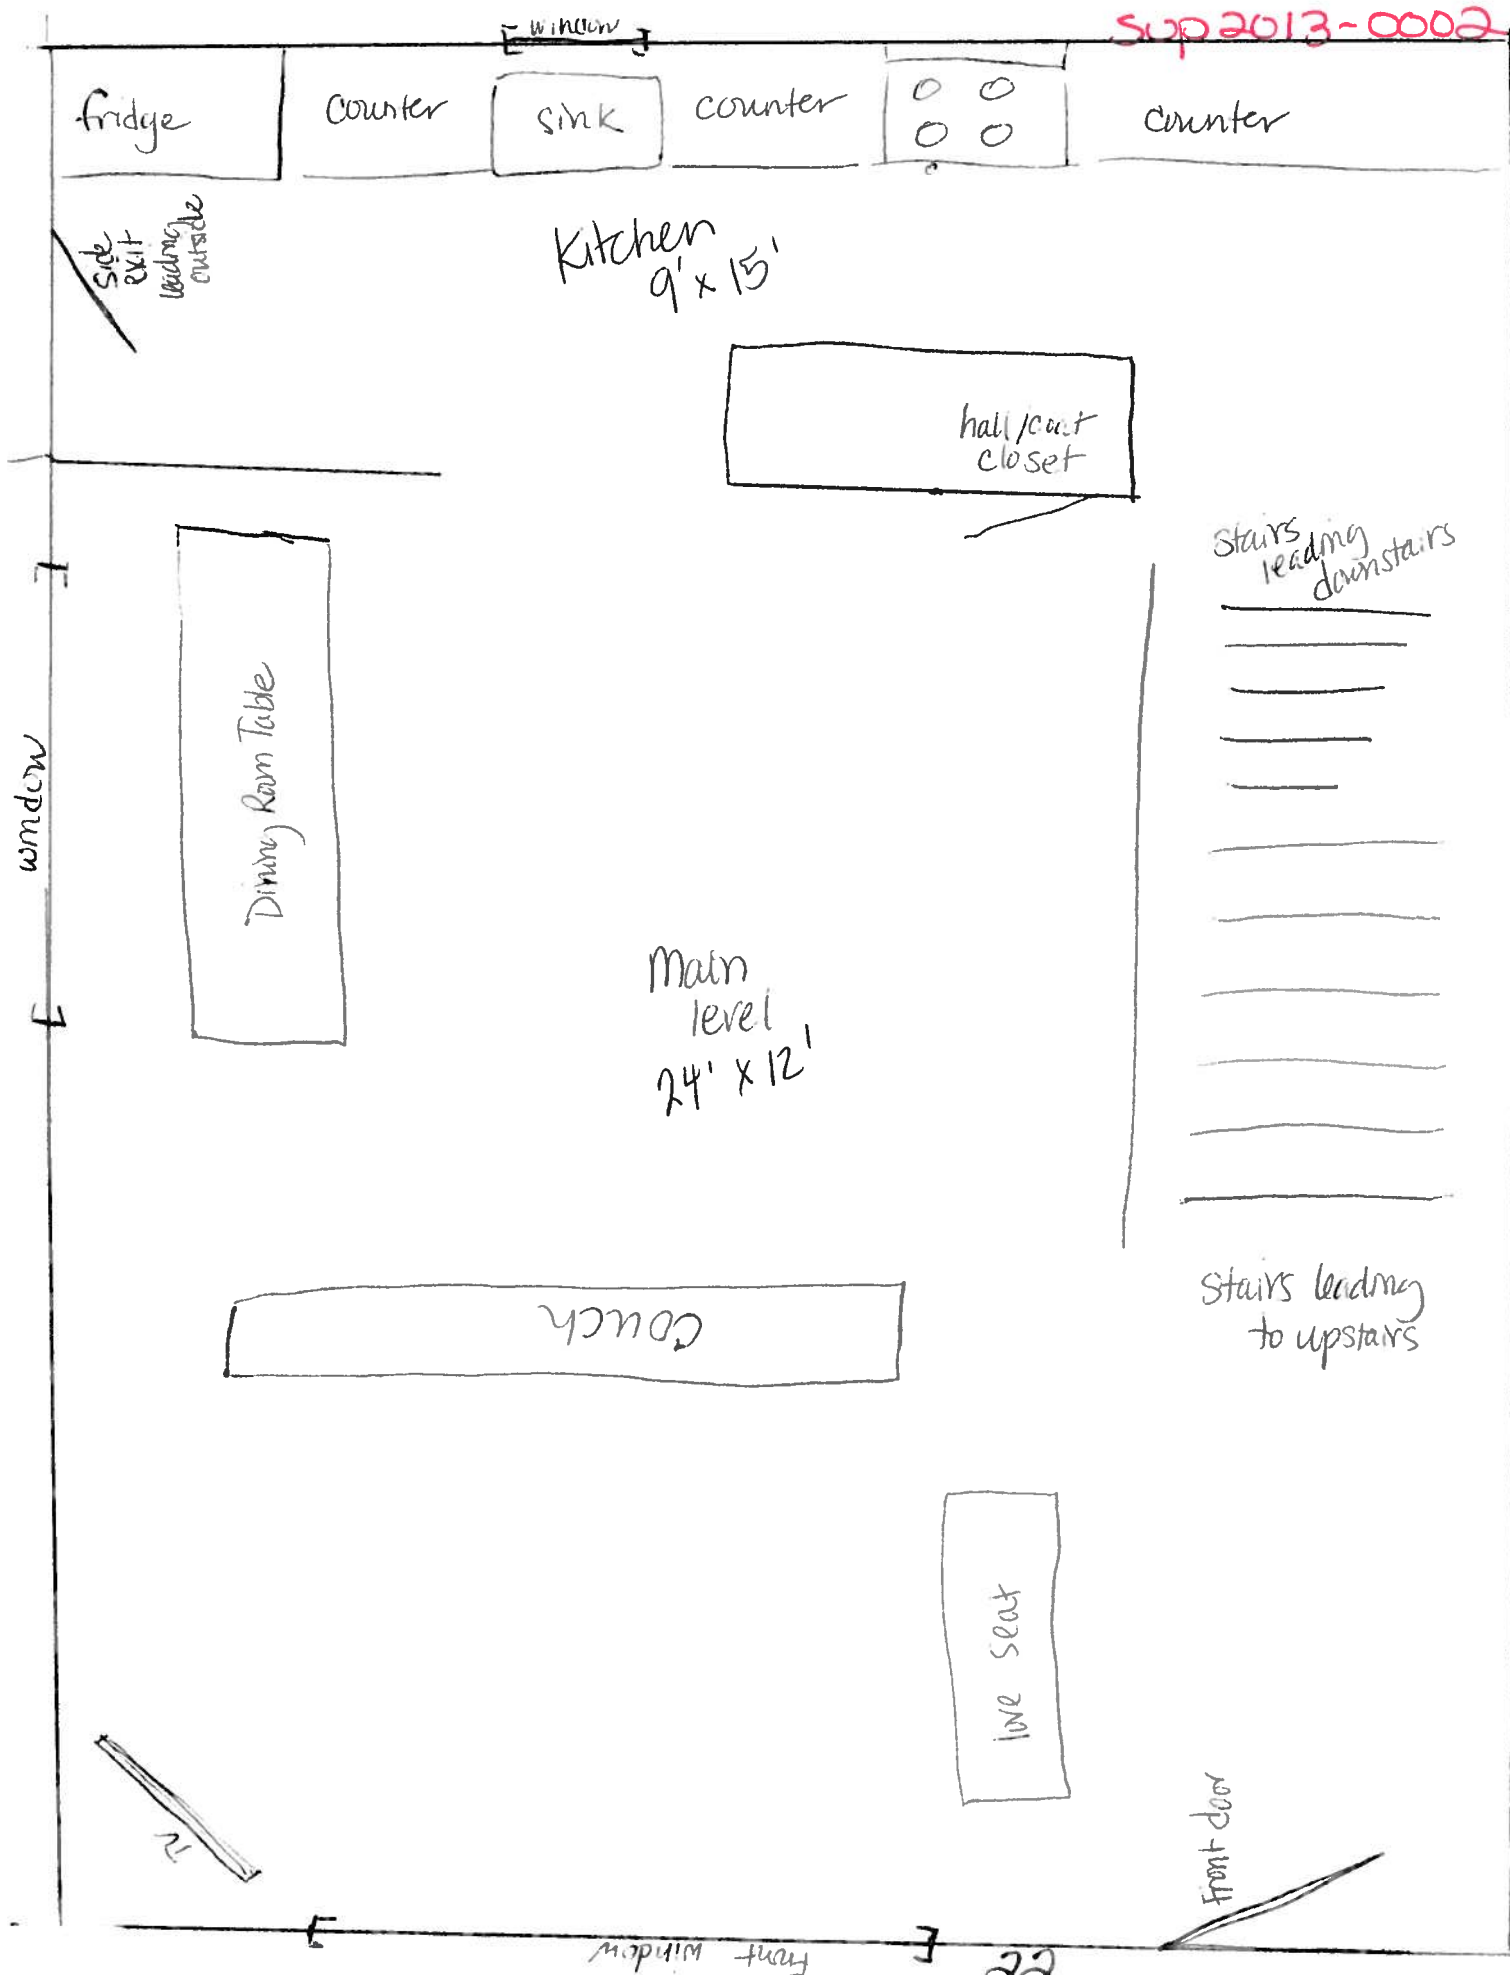 window
Sup2013-0002
fridge
counter
sink
counter
counter
side
exit
leading
outside
Kitchen
9' x 15'
hall/coat
closet
stairs
leading
downstairs
window
Dining Room Table
Main
level
24' x 12'
stairs leading
to upstairs
couch
love seat
front door
front window
22